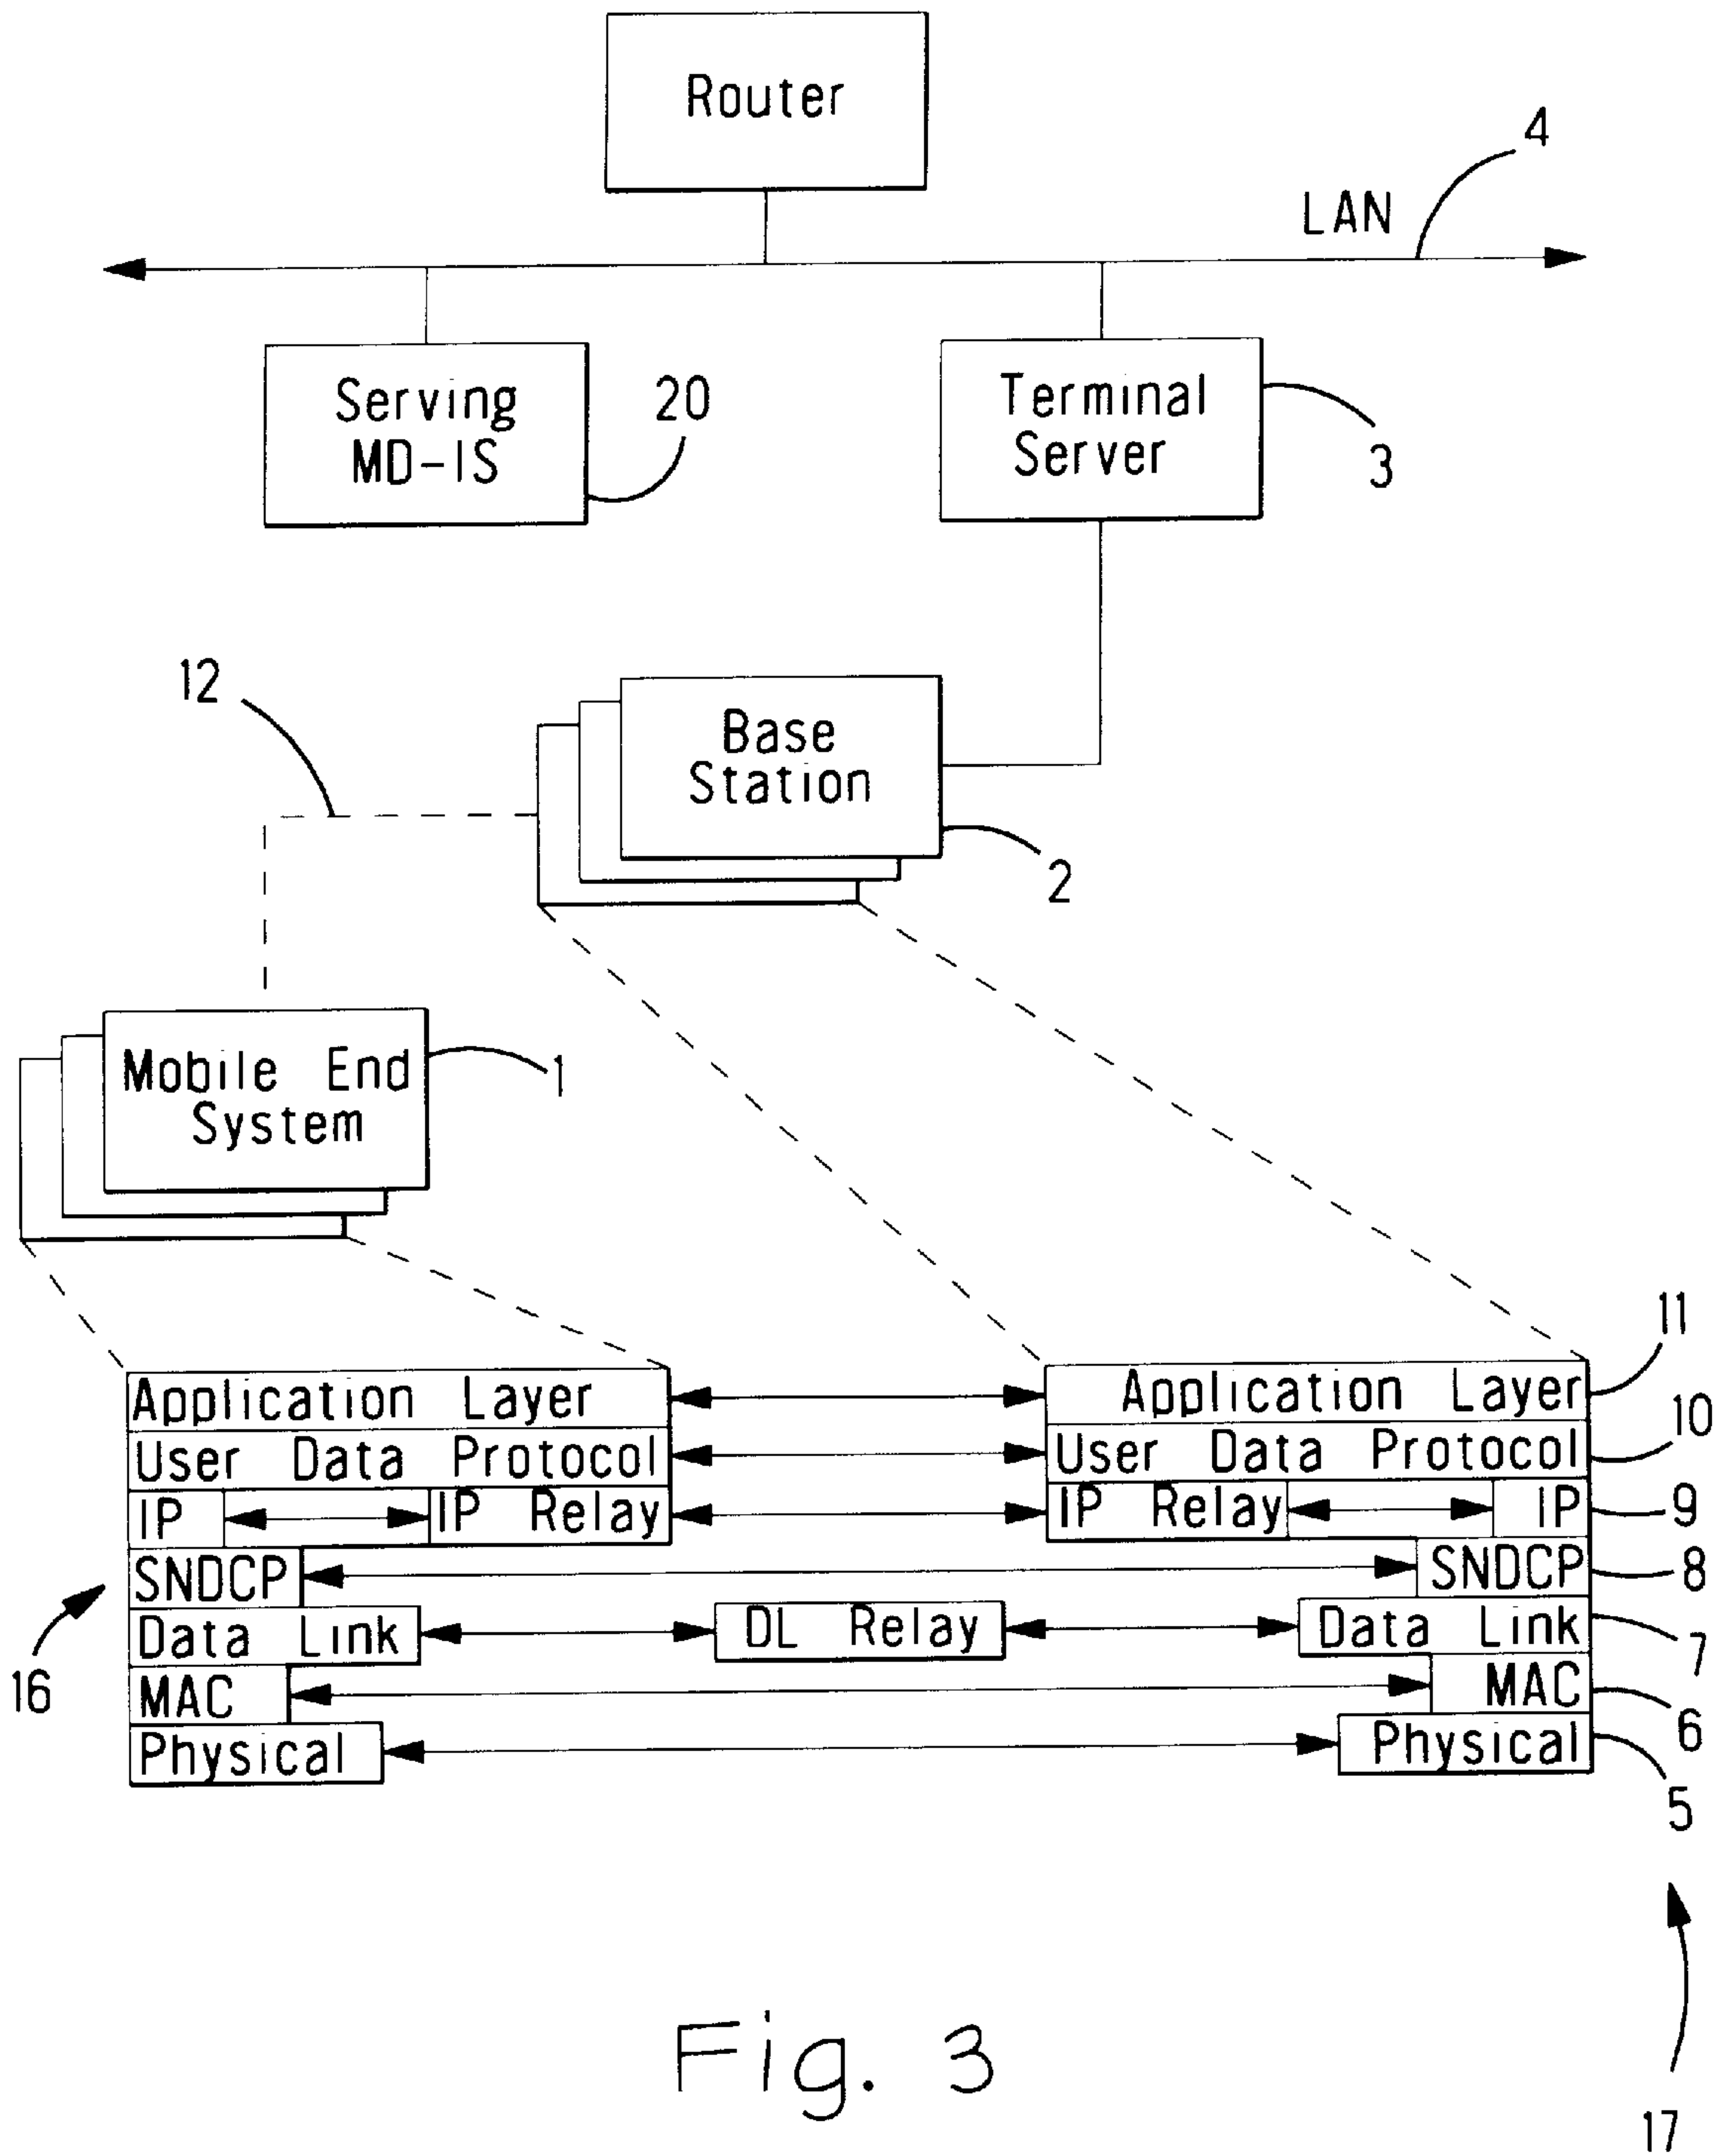 Router
4
LAN
Serving
MD-IS
20
Terminal
Server
3
12
Base
Station
2
Mobile End
System
1
11
Application Layer
Application Layer
10
User Data Protocol
User Data Protocol
IP
IP Relay
IP Relay
IP
9
SNDCP
SNDCP
8
Data Link
DL Relay
Data Link
7
16
MAC
MAC
6
Physical
Physical
5
Fig. 3
17